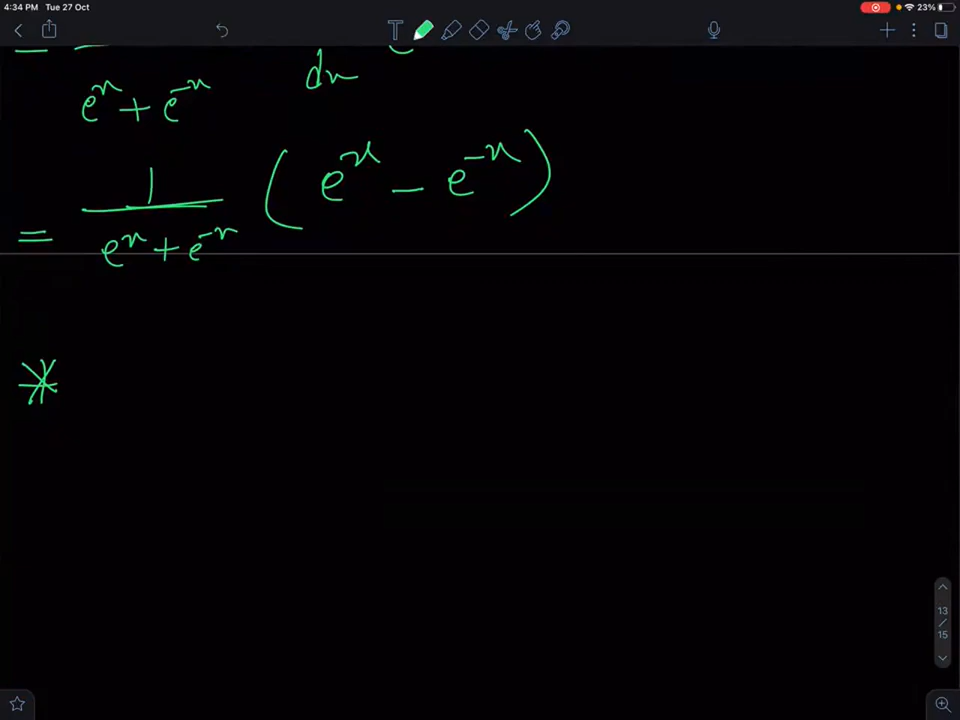 4:34 PM Tue 27 Oct
23%
T
=
dx
e^x + e^-x
= 1 / (e^x + e^-x) (e^x - e^-x)
*
13
/
15